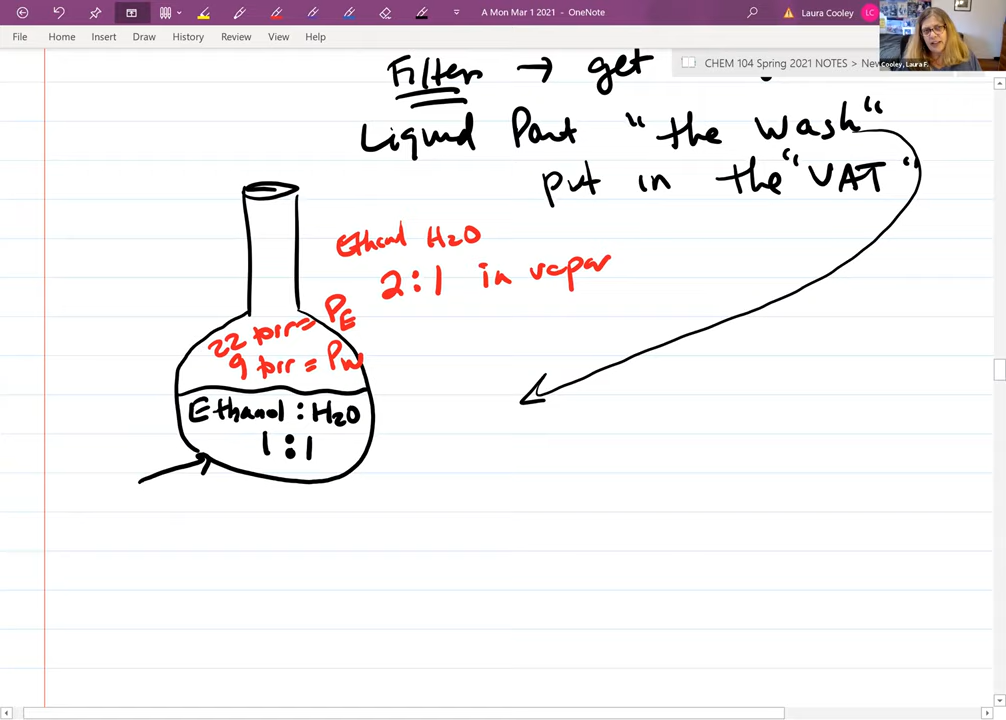 A Mon Mar 1 2021 - OneNote
Laura Cooley
LC
File Home Insert Draw History Review View Help
CHEM 104 Spring 2021 NOTES > New
Cooley, Laura F.
Filter → get
Liquid Part "the wash"
put in the "VAT"
Ethanol H2O
2:1 in vapor
22 torr = PE
9 torr = PW
Ethanol : H2O
1:1